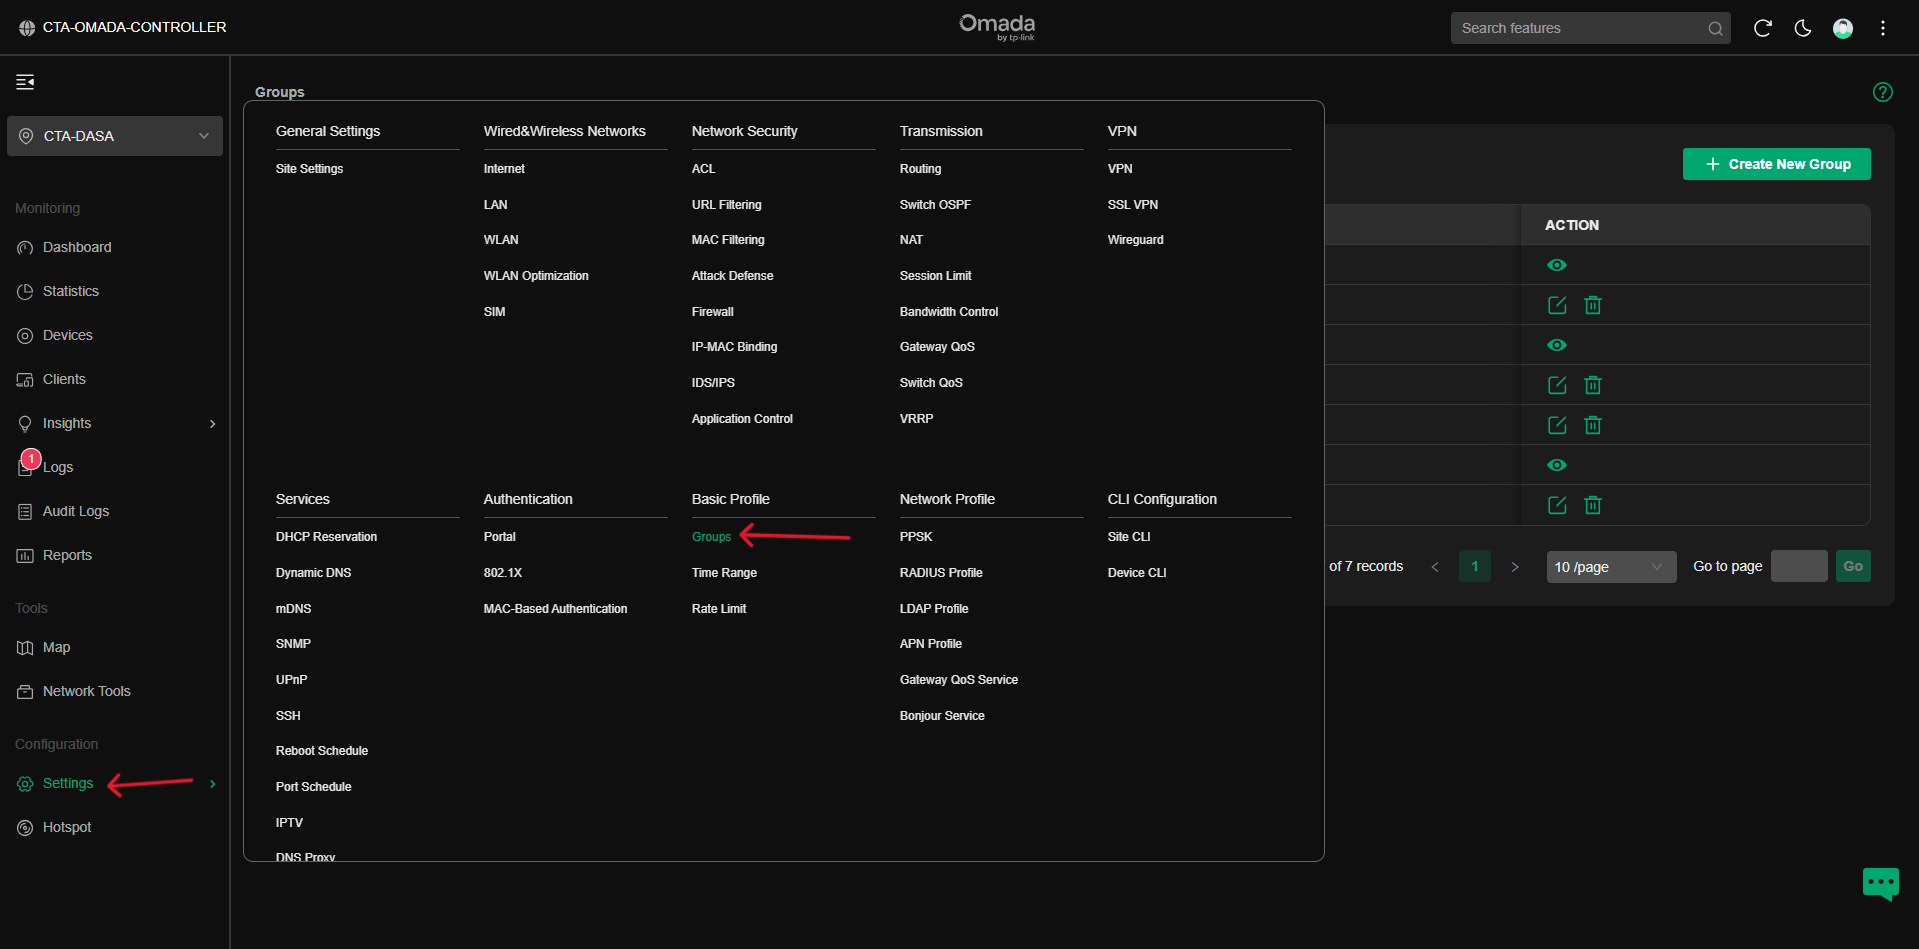 CTA-OMADA-CONTROLLER
Omada
by tp-link
Search features
CTA-DASA
Monitoring
Dashboard
Statistics
Devices
Clients
Insights
1
Logs
Audit Logs
Reports
Tools
Map
Network Tools
Configuration
Settings
Hotspot
Groups
General Settings
Site Settings
Wired&Wireless Networks
Internet
LAN
WLAN
WLAN Optimization
SIM
Network Security
ACL
URL Filtering
MAC Filtering
Attack Defense
Firewall
IP-MAC Binding
IDS/IPS
Application Control
Transmission
Routing
Switch OSPF
NAT
Session Limit
Bandwidth Control
Gateway QoS
Switch QoS
VRRP
VPN
VPN
SSL VPN
Wireguard
Services
DHCP Reservation
Dynamic DNS
mDNS
SNMP
UPnP
SSH
Reboot Schedule
Port Schedule
IPTV
DNS Proxy
Authentication
Portal
802.1X
MAC-Based Authentication
Basic Profile
Groups
Time Range
Rate Limit
Network Profile
PPSK
RADIUS Profile
LDAP Profile
APN Profile
Gateway QoS Service
Bonjour Service
CLI Configuration
Site CLI
Device CLI
?
+ Create New Group
ACTION
of 7 records < 1 > 10 /page Go to page Go